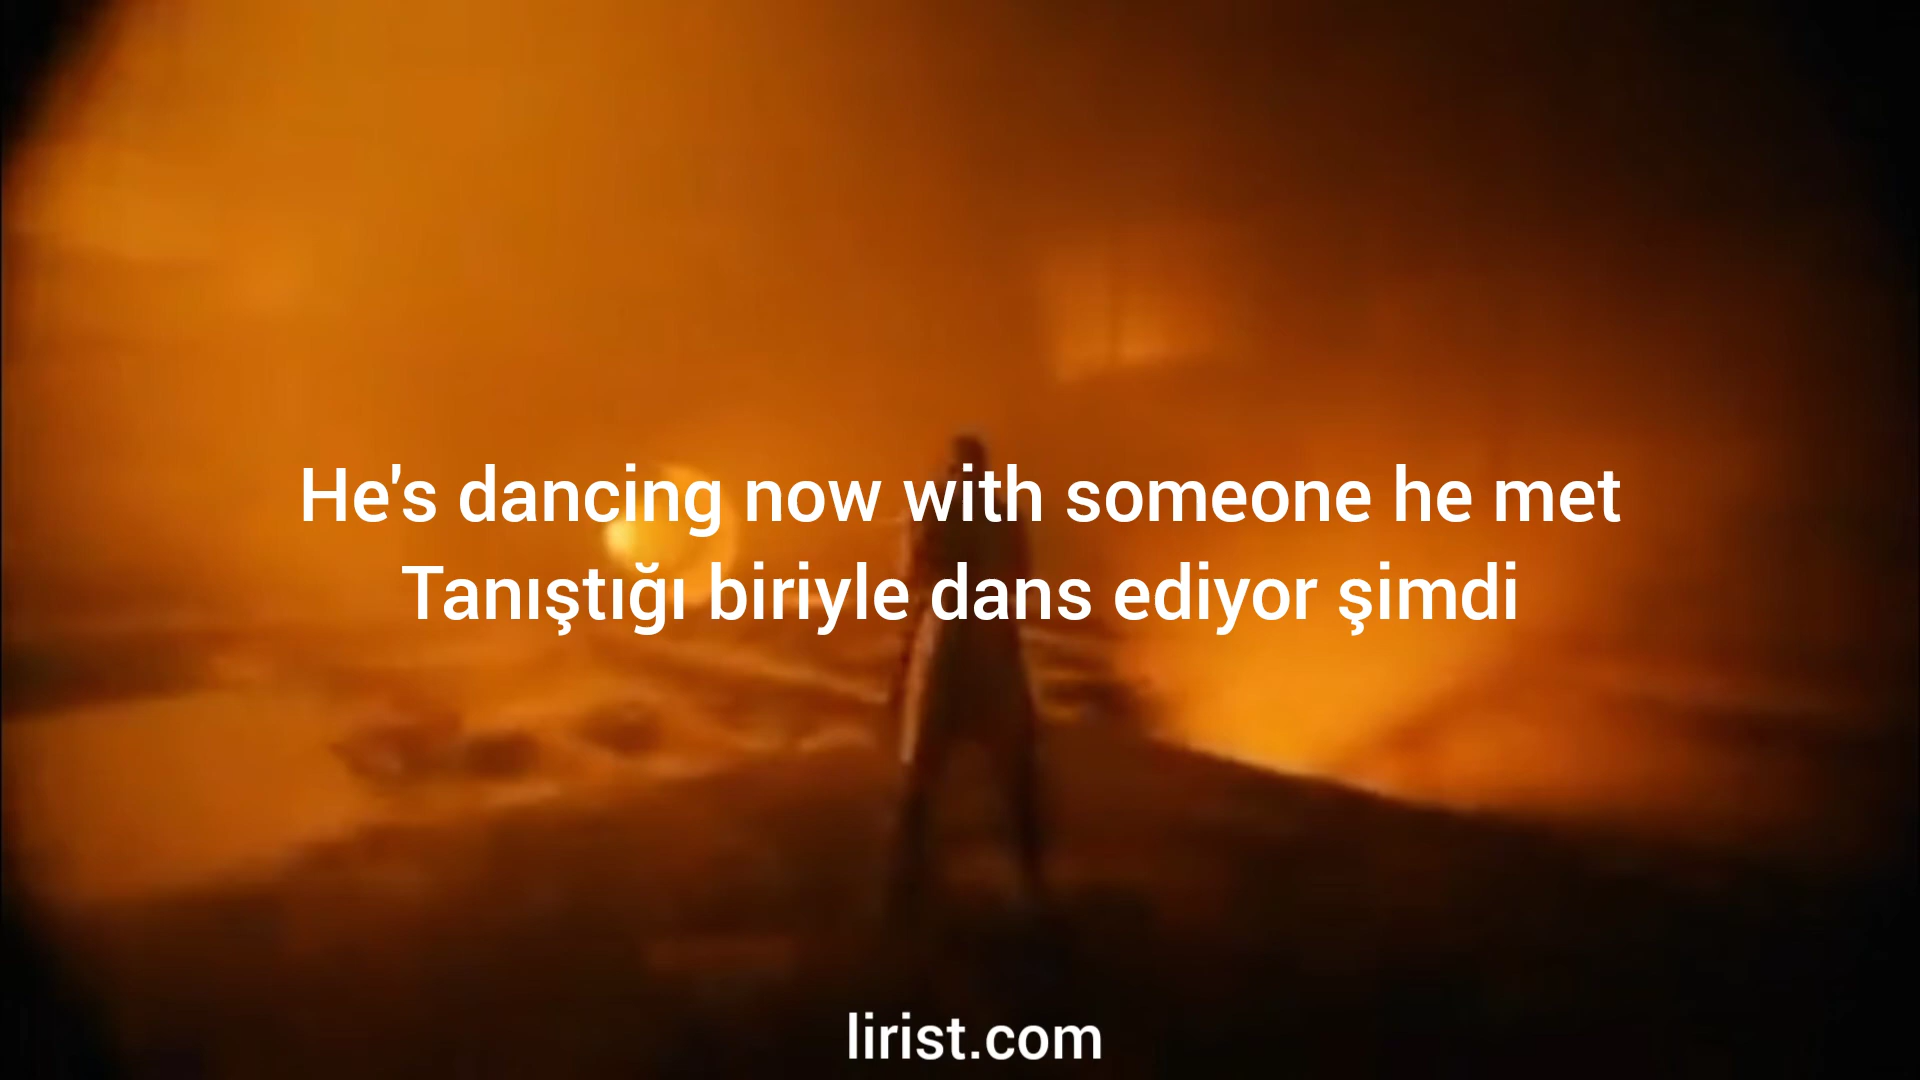 He's dancing now with someone he met
Tanıştığı biriyle dans ediyor şimdi
lirist.com